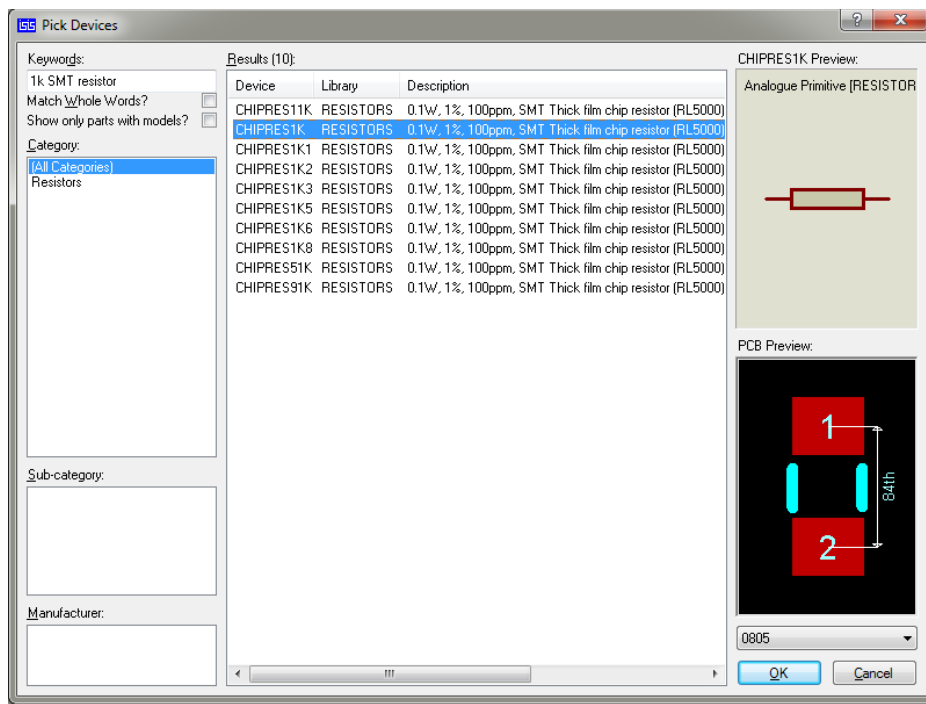 ISIS Pick Devices
Keywords:
1k SMT resistor
Match Whole Words?
Show only parts with models?
Category:
(All Categories)
Resistors
Sub-category:
Manufacturer:
Results (10):
Device Library Description
CHIPRES11K RESISTORS 0.1W, 1%, 100ppm, SMT Thick film chip resistor (RL5000)
CHIPRES1K RESISTORS 0.1W, 1%, 100ppm, SMT Thick film chip resistor (RL5000)
CHIPRES1K1 RESISTORS 0.1W, 1%, 100ppm, SMT Thick film chip resistor (RL5000)
CHIPRES1K2 RESISTORS 0.1W, 1%, 100ppm, SMT Thick film chip resistor (RL5000)
CHIPRES1K3 RESISTORS 0.1W, 1%, 100ppm, SMT Thick film chip resistor (RL5000)
CHIPRES1K5 RESISTORS 0.1W, 1%, 100ppm, SMT Thick film chip resistor (RL5000)
CHIPRES1K6 RESISTORS 0.1W, 1%, 100ppm, SMT Thick film chip resistor (RL5000)
CHIPRES1K8 RESISTORS 0.1W, 1%, 100ppm, SMT Thick film chip resistor (RL5000)
CHIPRES51K RESISTORS 0.1W, 1%, 100ppm, SMT Thick film chip resistor (RL5000)
CHIPRES91K RESISTORS 0.1W, 1%, 100ppm, SMT Thick film chip resistor (RL5000)
CHIPRES1K Preview:
Analogue Primitive [RESISTOR
PCB Preview:
1
84th
2
0805
OK Cancel